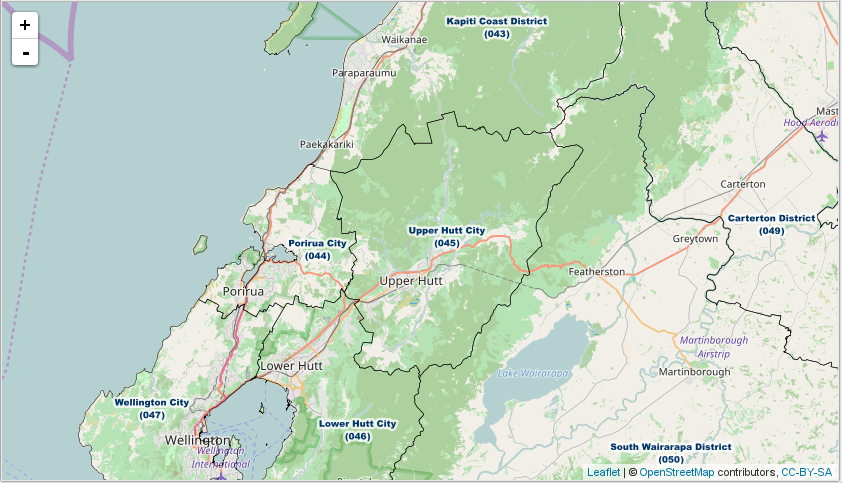 +
-
Kapiti Coast District
(043)
Waikanae
Paraparaumu
Mast
Hood Aerodr
Paekakariki
Carterton
Carterton District
(049)
Upper Hutt City
(045)
Porirua City
(044)
Greytown
Featherston
Upper Hutt
Porirua
Martinborough
Airstrip
Lower Hutt
Lake Wairarapa
Martinborough
Wellington City
(047)
Lower Hutt City
(046)
Wellington
Wellington
International
South Wairarapa District
(050)
Leaflet | © OpenStreetMap contributors, CC-BY-SA